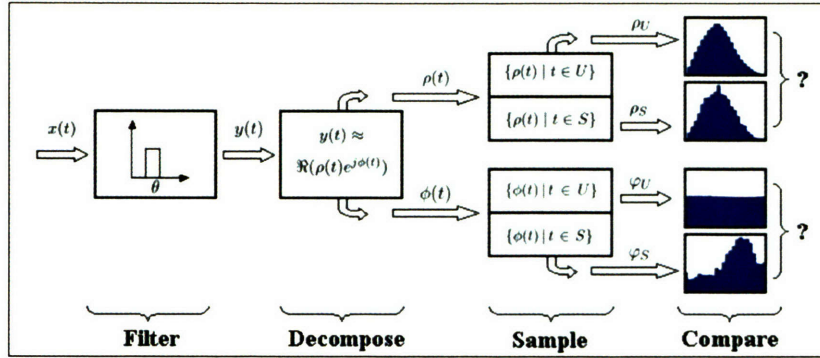 x(t)
θ
y(t)
y(t) ≈
ℜ(ρ(t)e^{jϕ(t)})
ρ(t)
ϕ(t)
{ρ(t) | t ∈ U}
{ρ(t) | t ∈ S}
{ϕ(t) | t ∈ U}
{ϕ(t) | t ∈ S}
ρ_U
ρ_S
φ_U
φ_S
?
?
Filter
Decompose
Sample
Compare